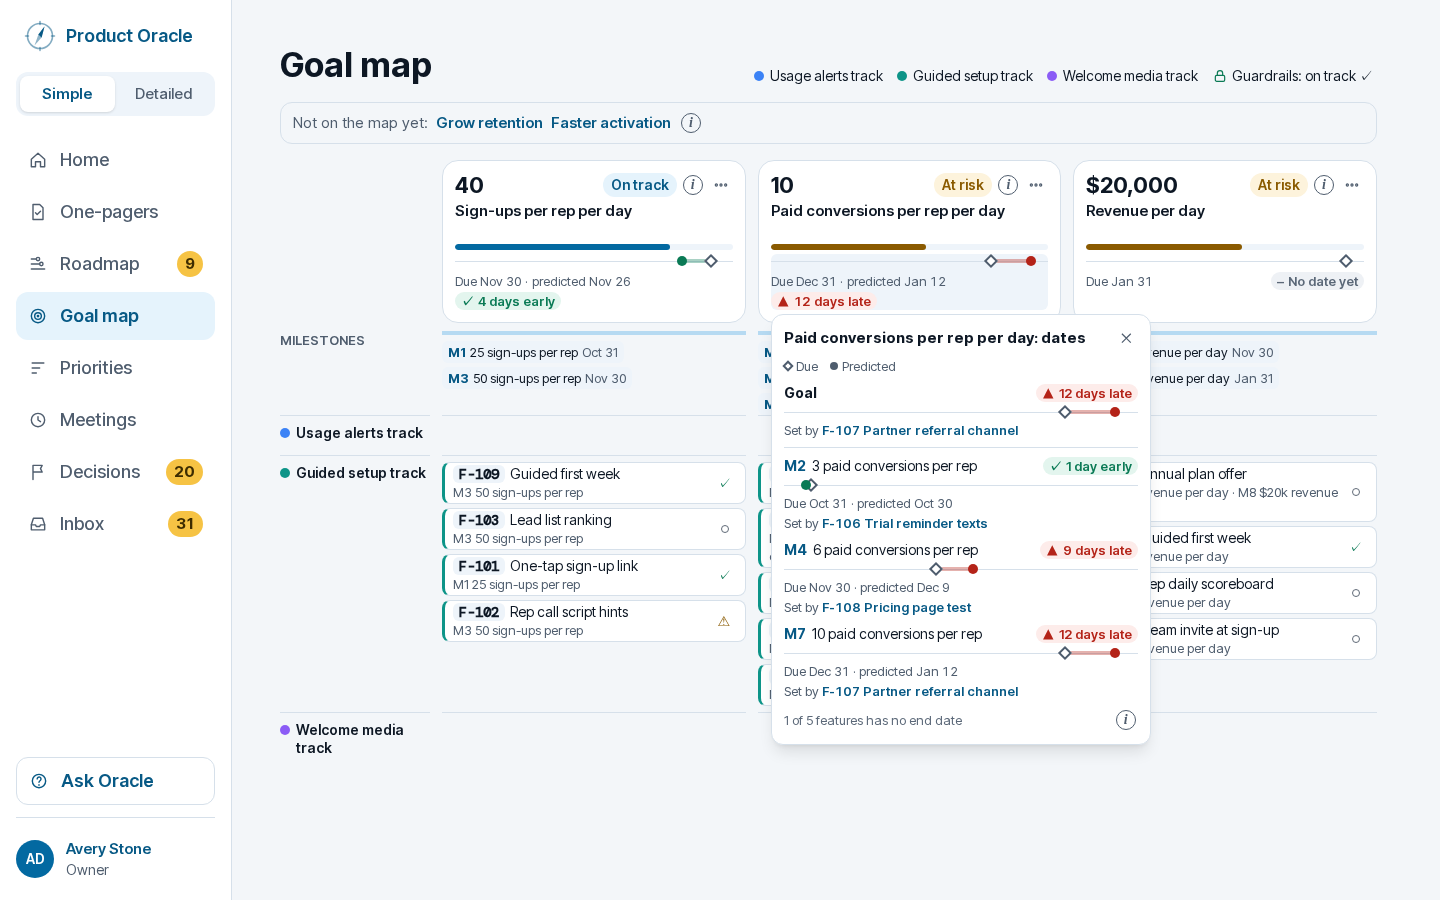 Product Oracle
Simple Detailed
Home
One-pagers
Roadmap 9
Goal map
Priorities
Meetings
Decisions 20
Inbox 31
Ask Oracle
AD Avery Stone
Owner
Goal map
Usage alerts track Guided setup track Welcome media track Guardrails: on track ✓
Not on the map yet: Grow retention Faster activation i
40 On track i •••
Sign-ups per rep per day
Due Nov 30 · predicted Nov 26
✓ 4 days early
10 At risk i •••
Paid conversions per rep per day
Due Dec 31 · predicted Jan 12
▲ 12 days late
$20,000 At risk i •••
Revenue per day
Due Jan 31 – No date yet
MILESTONES
M1 25 sign-ups per rep Oct 31
M3 50 sign-ups per rep Nov 30
enue per day Nov 30
enue per day Jan 31
Usage alerts track
Guided setup track
F-109 Guided first week ✓
M3 50 sign-ups per rep
F-103 Lead list ranking
M3 50 sign-ups per rep
F-101 One-tap sign-up link ✓
M1 25 sign-ups per rep
F-102 Rep call script hints ⚠
M3 50 sign-ups per rep
nnual plan offer
enue per day · M8 $20k revenue
uided first week ✓
enue per day
ep daily scoreboard
enue per day
eam invite at sign-up
enue per day
Welcome media
track
Paid conversions per rep per day: dates ×
Due Predicted
Goal ▲ 12 days late
Set by F-107 Partner referral channel
M2 3 paid conversions per rep ✓ 1 day early
Due Oct 31 · predicted Oct 30
Set by F-106 Trial reminder texts
M4 6 paid conversions per rep ▲ 9 days late
Due Nov 30 · predicted Dec 9
Set by F-108 Pricing page test
M7 10 paid conversions per rep ▲ 12 days late
Due Dec 31 · predicted Jan 12
Set by F-107 Partner referral channel
1 of 5 features has no end date i